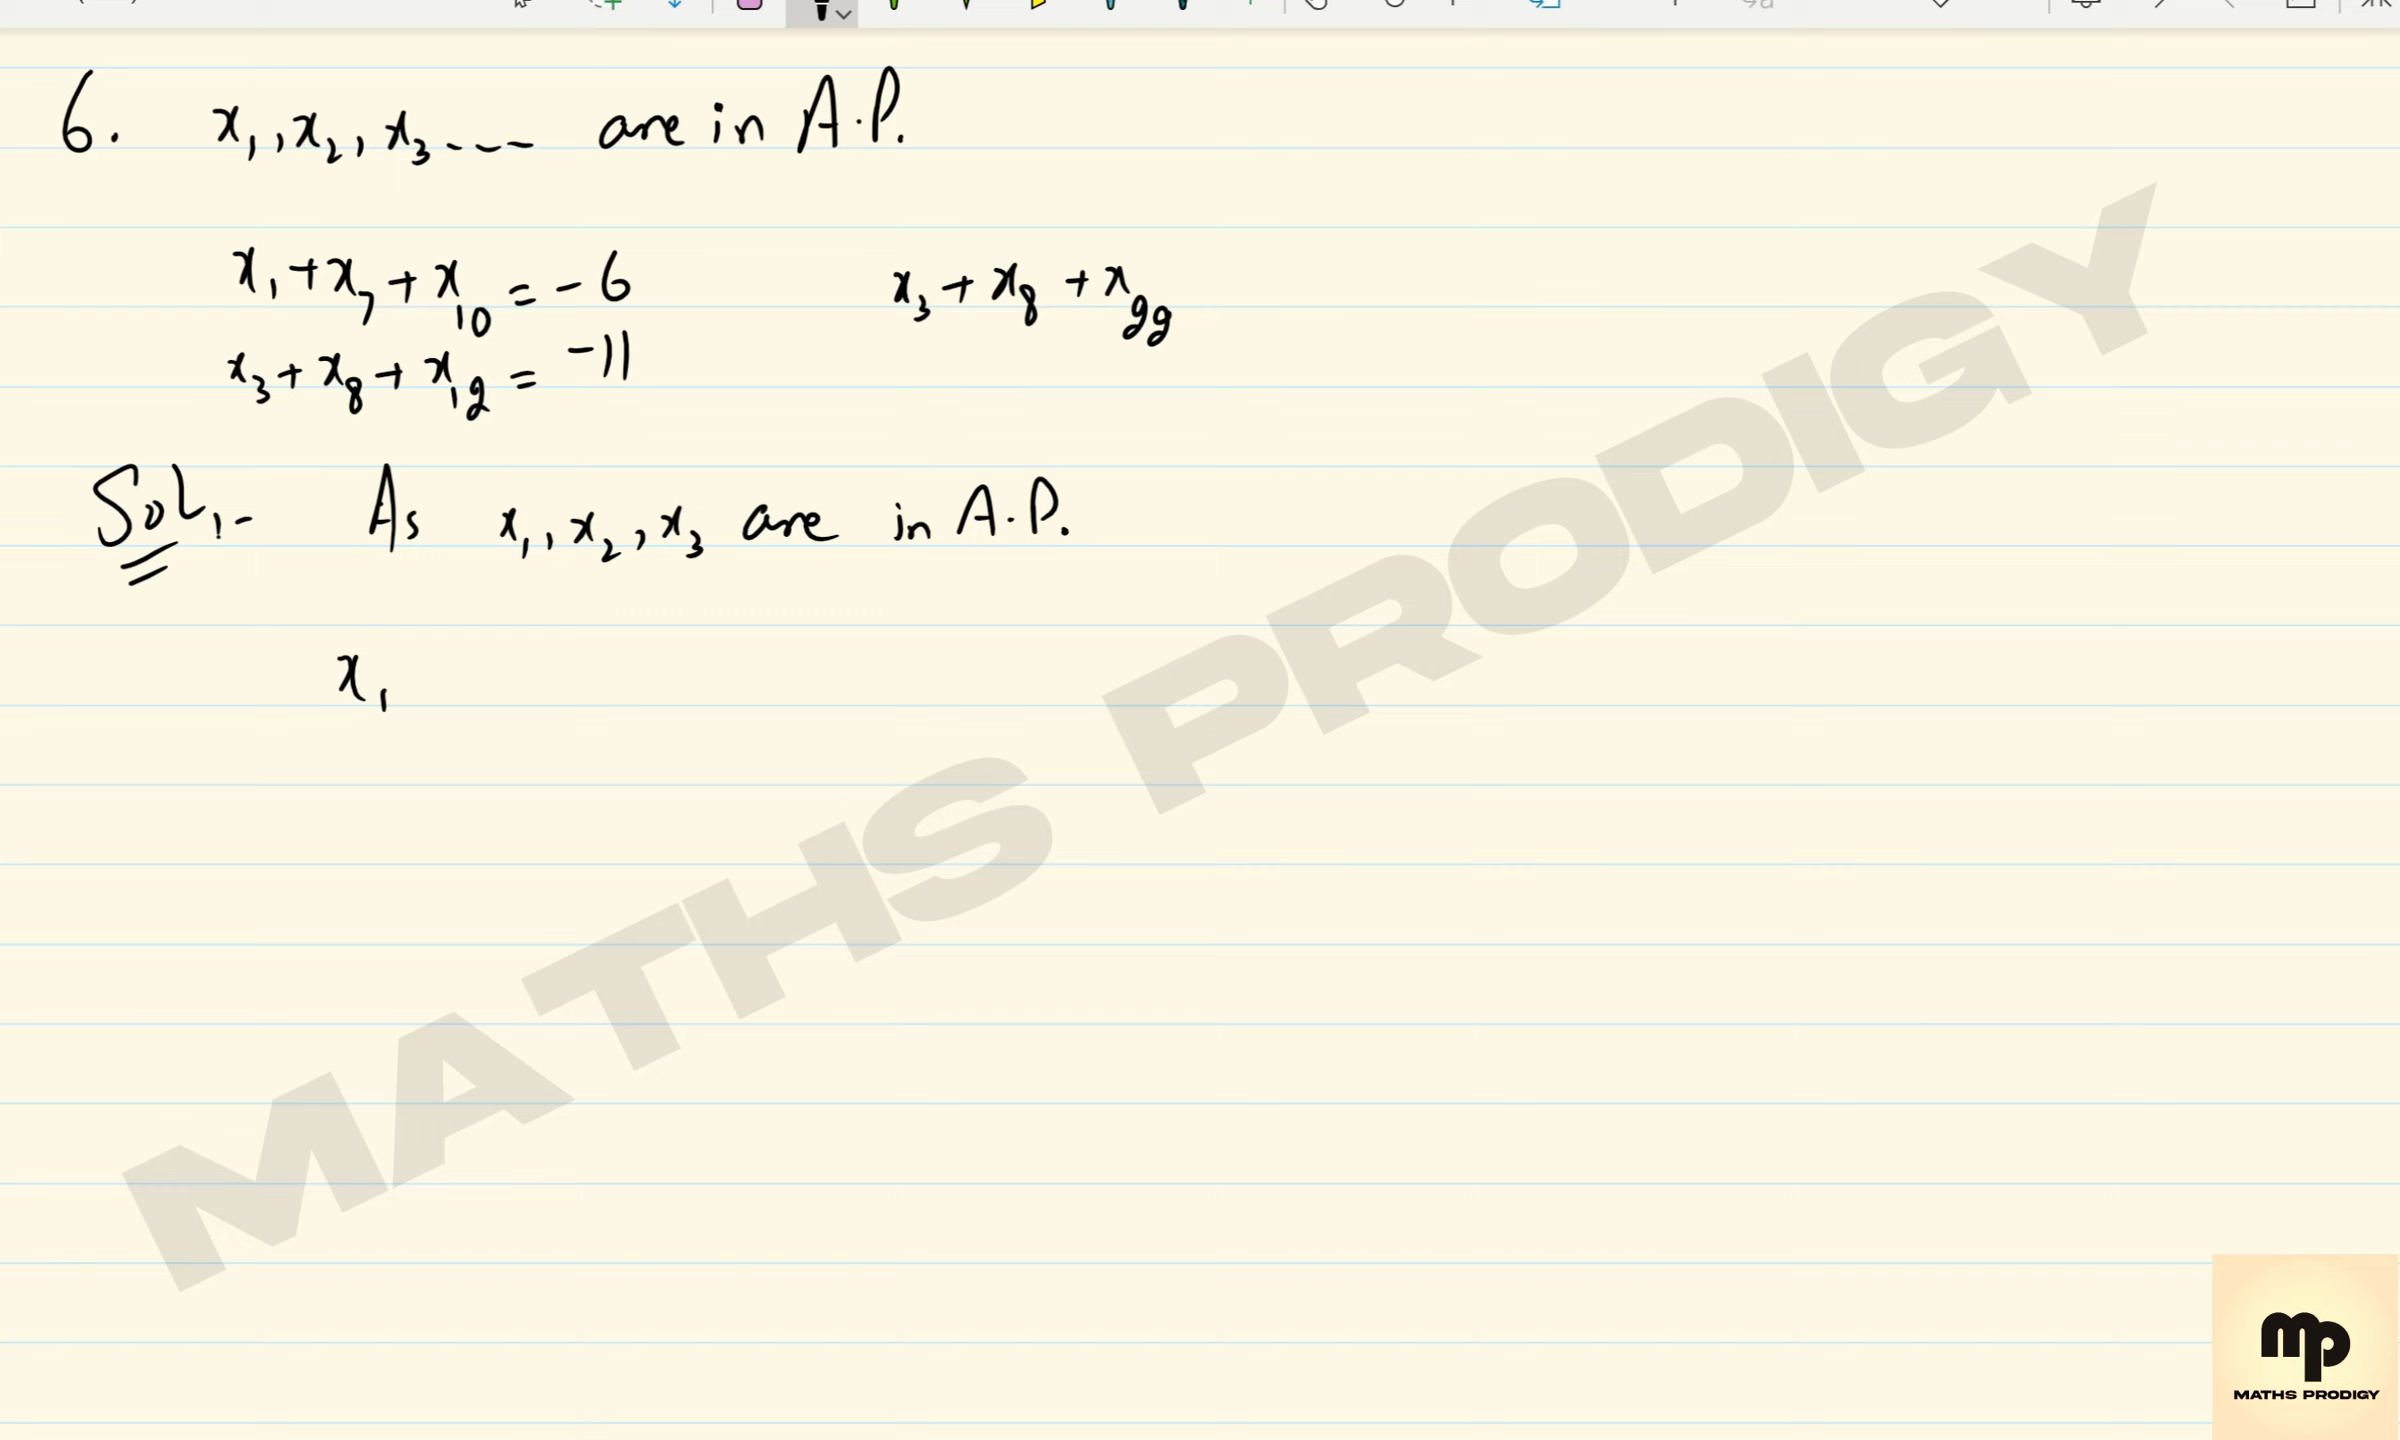 6. x₁, x₂, x₃ ---- are in A.P.
x₁ + x₇ + x₁₀ = -6
x₃ + x₈ + x₉₉
x₃ + x₈ + x₁₂ = -11
Sol:- As x₁, x₂, x₃ are in A.P.
x₁
MATHS PRODIGY
mp
MATHS PRODIGY